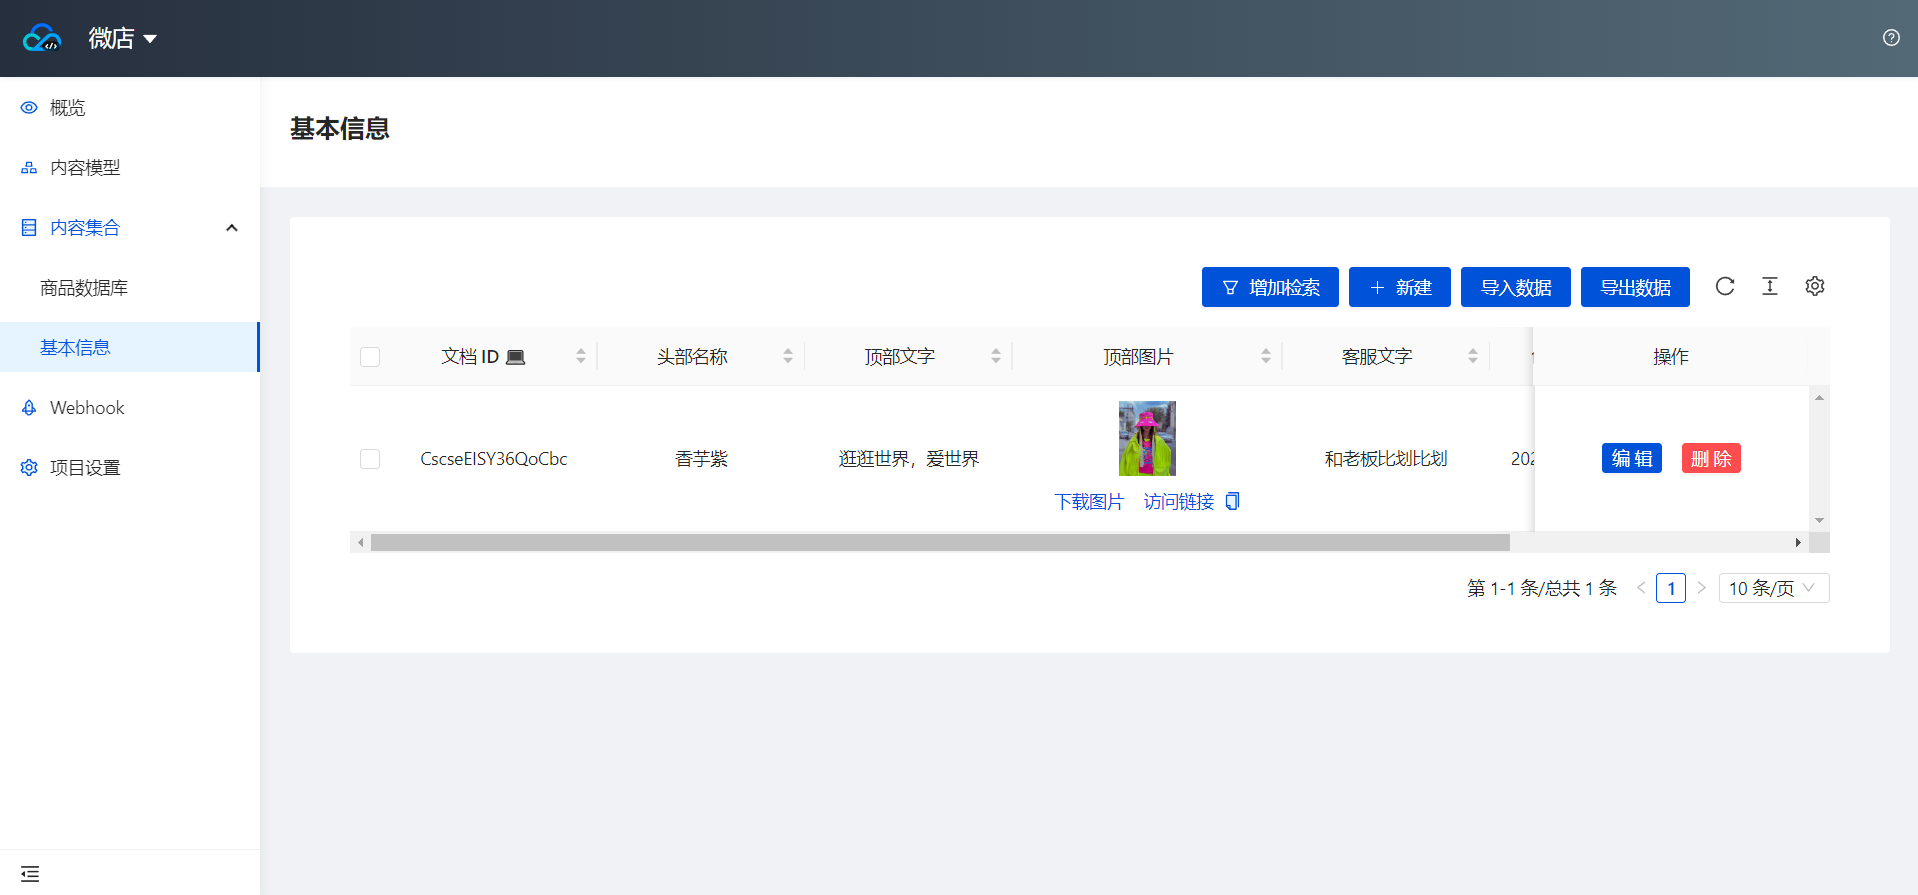 微店
概览
内容模型
内容集合
商品数据库
基本信息
Webhook
项目设置
基本信息
增加检索 新建 导入数据 导出数据
文档 ID 头部名称 顶部文字 顶部图片 客服文字 操作
CscseEISY36QoCbc 香芋紫 逛逛世界，爱世界 和老板比划比划 202 编 辑 删 除
下载图片 访问链接
第 1-1 条/总共 1 条 1 10 条/页